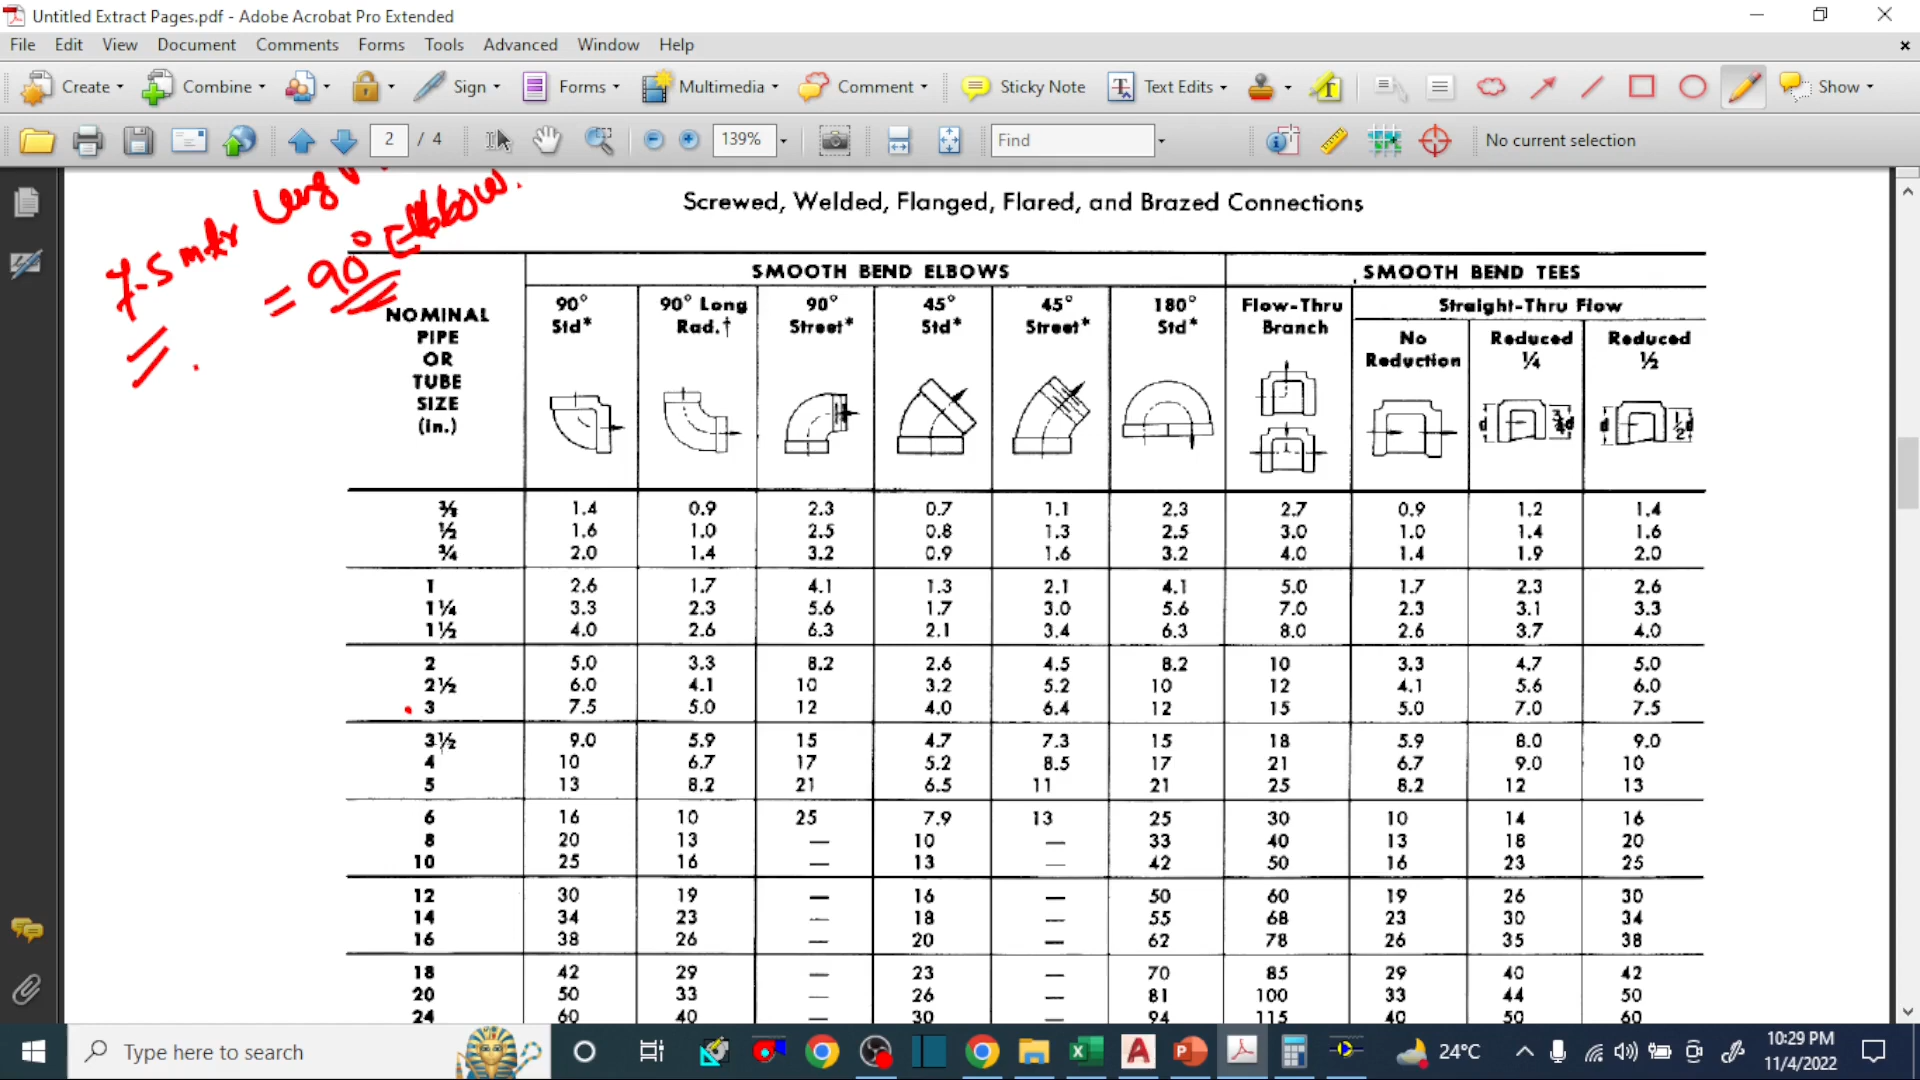 Untitled Extract Pages.pdf - Adobe Acrobat Pro Extended
File Edit View Document Comments Forms Tools Advanced Window Help
Create Combine Sign Forms Multimedia Comment Sticky Note Text Edits Show
2 / 4 139% Find No current selection
7.5 mtr Leng
= 90° Elbow.
Screwed, Welded, Flanged, Flared, and Brazed Connections
NOMINAL PIPE OR TUBE SIZE (in.)
SMOOTH BEND ELBOWS
SMOOTH BEND TEES
90° Std* 90° Long Rad.† 90° Street* 45° Std* 45° Street* 180° Std* Flow-Thru Branch
Straight-Thru Flow
No Reduction Reduced ¼ Reduced ½
d ¾d d ½d
⅜ 1.4 0.9 2.3 0.7 1.1 2.3 2.7 0.9 1.2 1.4
½ 1.6 1.0 2.5 0.8 1.3 2.5 3.0 1.0 1.4 1.6
¾ 2.0 1.4 3.2 0.9 1.6 3.2 4.0 1.4 1.9 2.0
1 2.6 1.7 4.1 1.3 2.1 4.1 5.0 1.7 2.3 2.6
1¼ 3.3 2.3 5.6 1.7 3.0 5.6 7.0 2.3 3.1 3.3
1½ 4.0 2.6 6.3 2.1 3.4 6.3 8.0 2.6 3.7 4.0
2 5.0 3.3 8.2 2.6 4.5 8.2 10 3.3 4.7 5.0
2½ 6.0 4.1 10 3.2 5.2 10 12 4.1 5.6 6.0
3 7.5 5.0 12 4.0 6.4 12 15 5.0 7.0 7.5
3½ 9.0 5.9 15 4.7 7.3 15 18 5.9 8.0 9.0
4 10 6.7 17 5.2 8.5 17 21 6.7 9.0 10
5 13 8.2 21 6.5 11 21 25 8.2 12 13
6 16 10 25 7.9 13 25 30 10 14 16
8 20 13 — 10 — 33 40 13 18 20
10 25 16 — 13 — 42 50 16 23 25
12 30 19 — 16 — 50 60 19 26 30
14 34 23 — 18 — 55 68 23 30 34
16 38 26 — 20 — 62 78 26 35 38
18 42 29 — 23 — 70 85 29 40 42
20 50 33 — 26 — 81 100 33 44 50
24 60 40 — 30 — 94 115 40 50 60
Type here to search
24°C
10:29 PM
11/4/2022